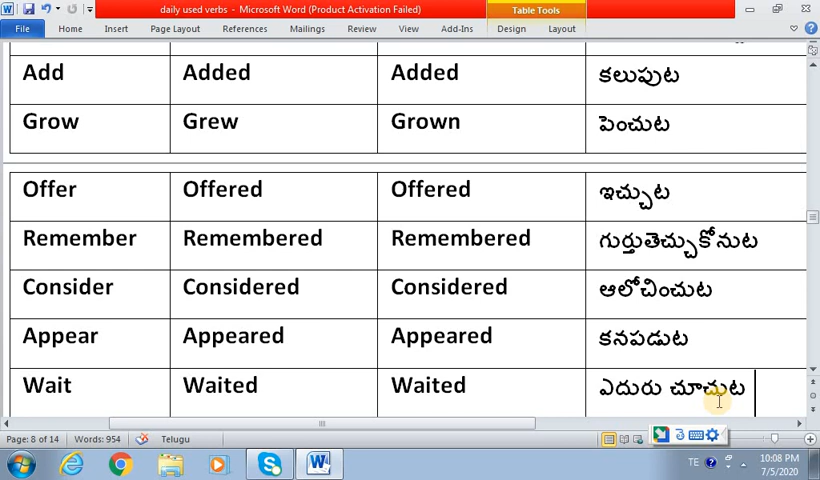 daily used verbs - Microsoft Word (Product Activation Failed)
Table Tools
File Home Insert Page Layout References Mailings Review View Add-Ins Design Layout
Add Added Added కలుపుట
Grow Grew Grown పెంచుట
Offer Offered Offered ఇచ్చుట
Remember Remembered Remembered గుర్తుతెచ్చుకోనుట
Consider Considered Considered ఆలోచించుట
Appear Appeared Appeared కనపడుట
Wait Waited Waited ఎదురు చూచుట
Page: 8 of 14 Words: 954 Telugu
TE 10:08 PM
7/5/2020